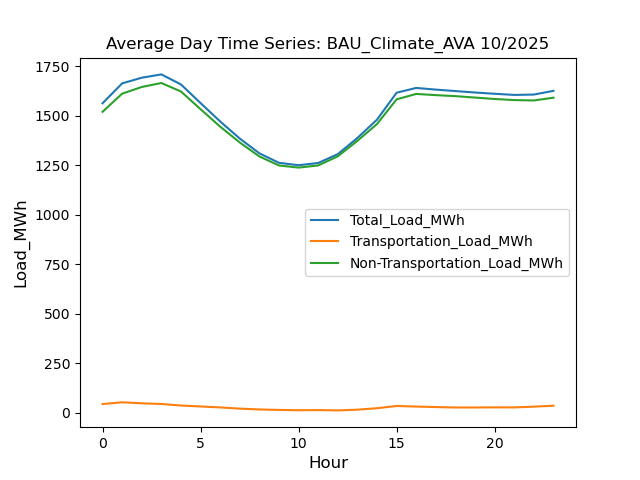 Average Day Time Series: BAU_Climate_AVA 10/2025
1750
1500
1250
1000
750
500
250
0
Load_MWh
Total_Load_MWh
Transportation_Load_MWh
Non-Transportation_Load_MWh
0 5 10 15 20
Hour